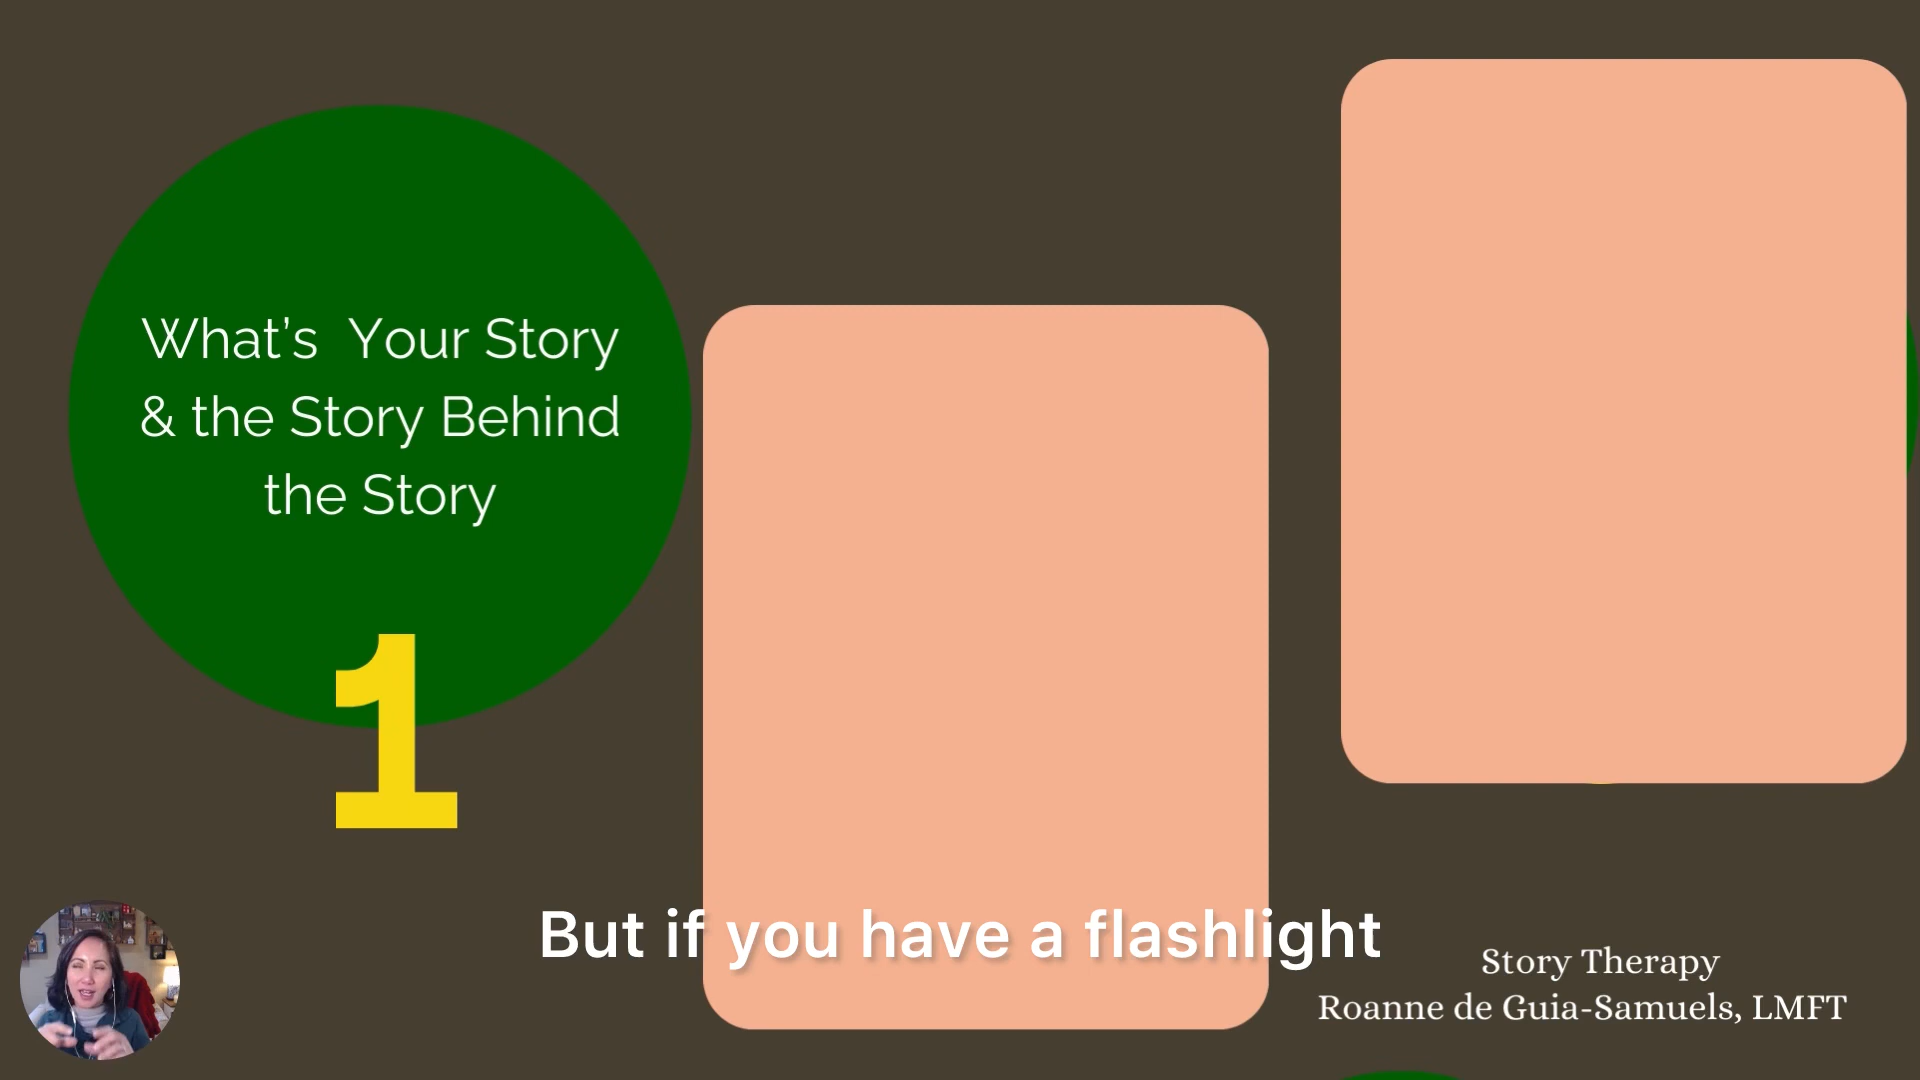 What's Your Story
& the Story Behind
the Story
1
But if you have a flashlight
Story Therapy
Roanne de Guia-Samuels, LMFT